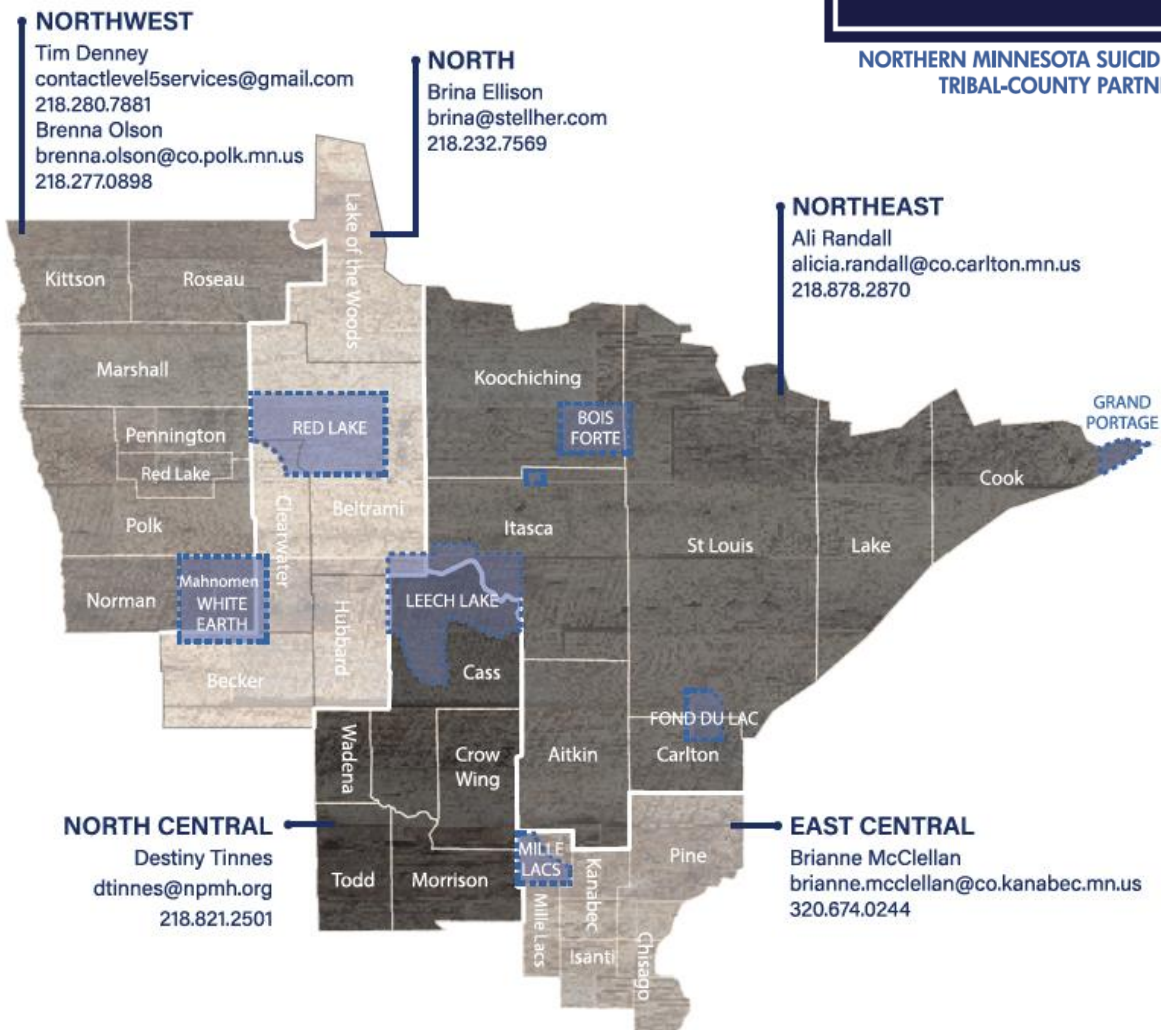 NORTHWEST
Tim Denney
contactlevel5services@gmail.com
218.280.7881
Brenna Olson
brenna.olson@co.polk.mn.us
218.277.0898
NORTH
Brina Ellison
brina@stellher.com
218.232.7569
NORTHERN MINNESOTA
TRIBAL-COUNTY
NORTHEAST
Ali Randall
alicia.randall@co.carlton.mn.us
218.878.2870
Kittson
Roseau
Lake of the Woods
Marshall
Koochiching
Pennington
RED LAKE
BOIS
FORTE
GRAND
PORTAGE
Red Lake
Clearwater
Beltrami
Cook
Polk
Itasca
St Louis
Lake
Norman
Mahnomen
WHITE
EARTH
Hubbard
LEECH LAKE
Becker
Cass
FOND DU LAC
Wadena
Crow
Wing
Aitkin
Carlton
NORTH CENTRAL
Destiny Tinnes
dtinnes@npmh.org
218.821.2501
Todd
Morrison
MILLE
LACS
Kanabec
Pine
Mille Lacs
Isanti
Chisago
EAST CENTRAL
Brianne McClellan
brianne.mcclellan@co.kanabec.mn.us
320.674.0244